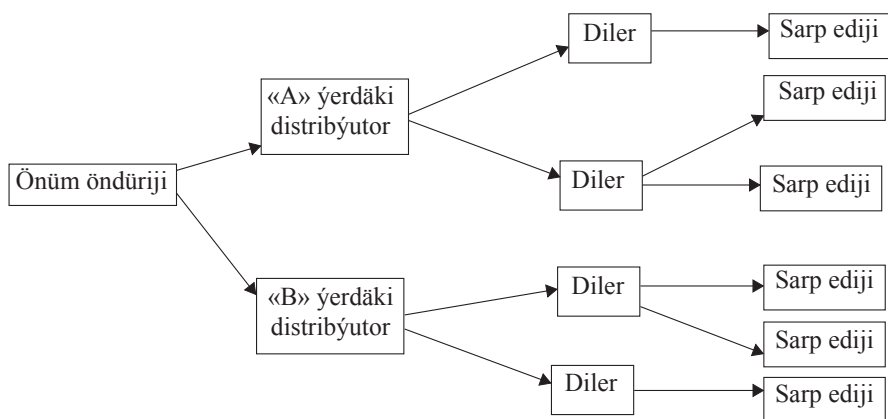 Önüm öndüriji
«A» ýerdäki
distribýutor
Diler
Sarp ediji
Diler
Sarp ediji
Sarp ediji
«B» ýerdäki
distribýutor
Diler
Sarp ediji
Sarp ediji
Diler
Sarp ediji